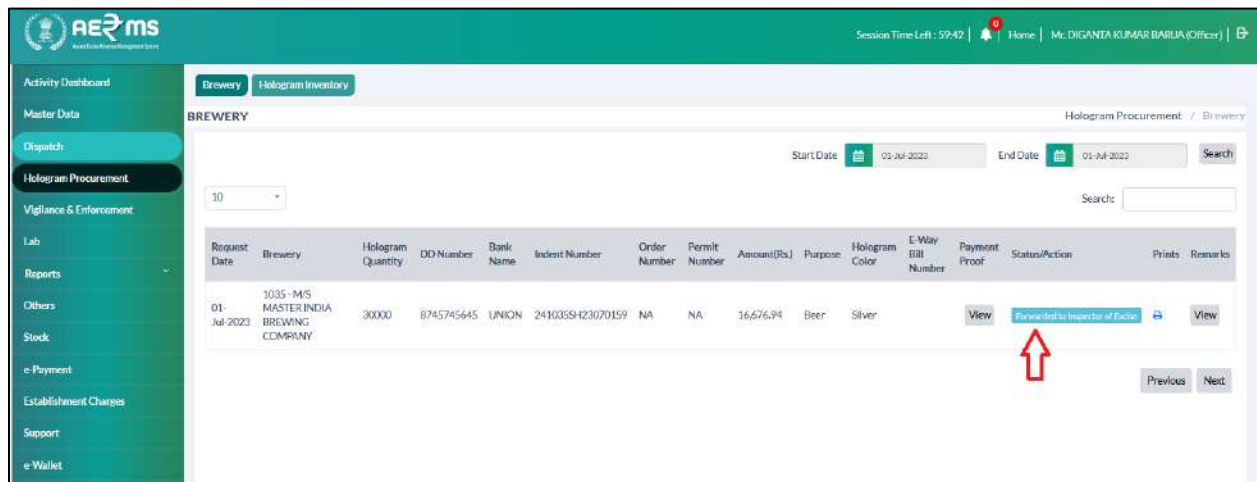 AERMS
Session Time Left : 59:42 | 0 | Home | Mr. DIGANTA KUMAR BARUA (Officer) |
Activity Dashboard
Master Data
Dispatch
Hologram Procurement
Vigilance & Enforcement
Lab
Reports
Others
Stock
e-Payment
Establishment Charges
Support
e-Wallet
Brewery Hologram Inventory
BREWERY
Hologram Procurement / Brewery
Start Date 01-Jul-2023 End Date 01-Jul-2023 Search
10
Search:
Request Date Brewery Hologram Quantity DD Number Bank Name Indent Number Order Number Permit Number Amount(Rs.) Purpose Hologram Color E-Way Bill Number Payment Proof Status/Action Prints Remarks
01-Jul-2023 1035 - M/S MASTER INDIA BREWING COMPANY 30000 8745745645 UNION 241035SH23070159 NA NA 16,676.94 Beer Silver View Forwarded to Inspector of Excise View
Previous Next